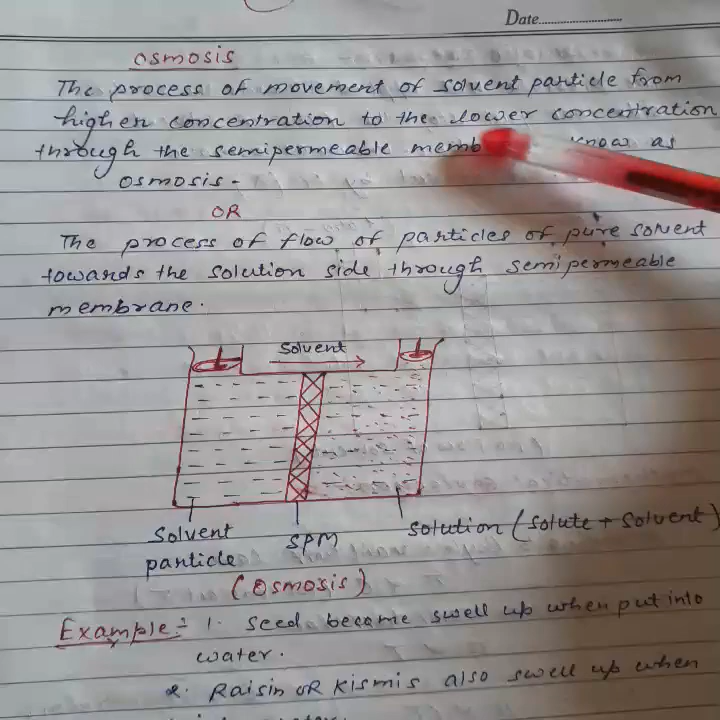 Date
Osmosis
The process of movement of solvent particle from
higher concentration to the lower concentration
through the semipermeable memb know as
osmosis-
OR
The process of flow of particles of pure solvent
towards the solution side through semipermeable
membrane.
Solvent
Solvent
particle
SPM
solution (solute + solvent)
(Osmosis)
Example÷ 1. Seed become swell up when put into
water.
2. Raisin OR Kismis also swell up when